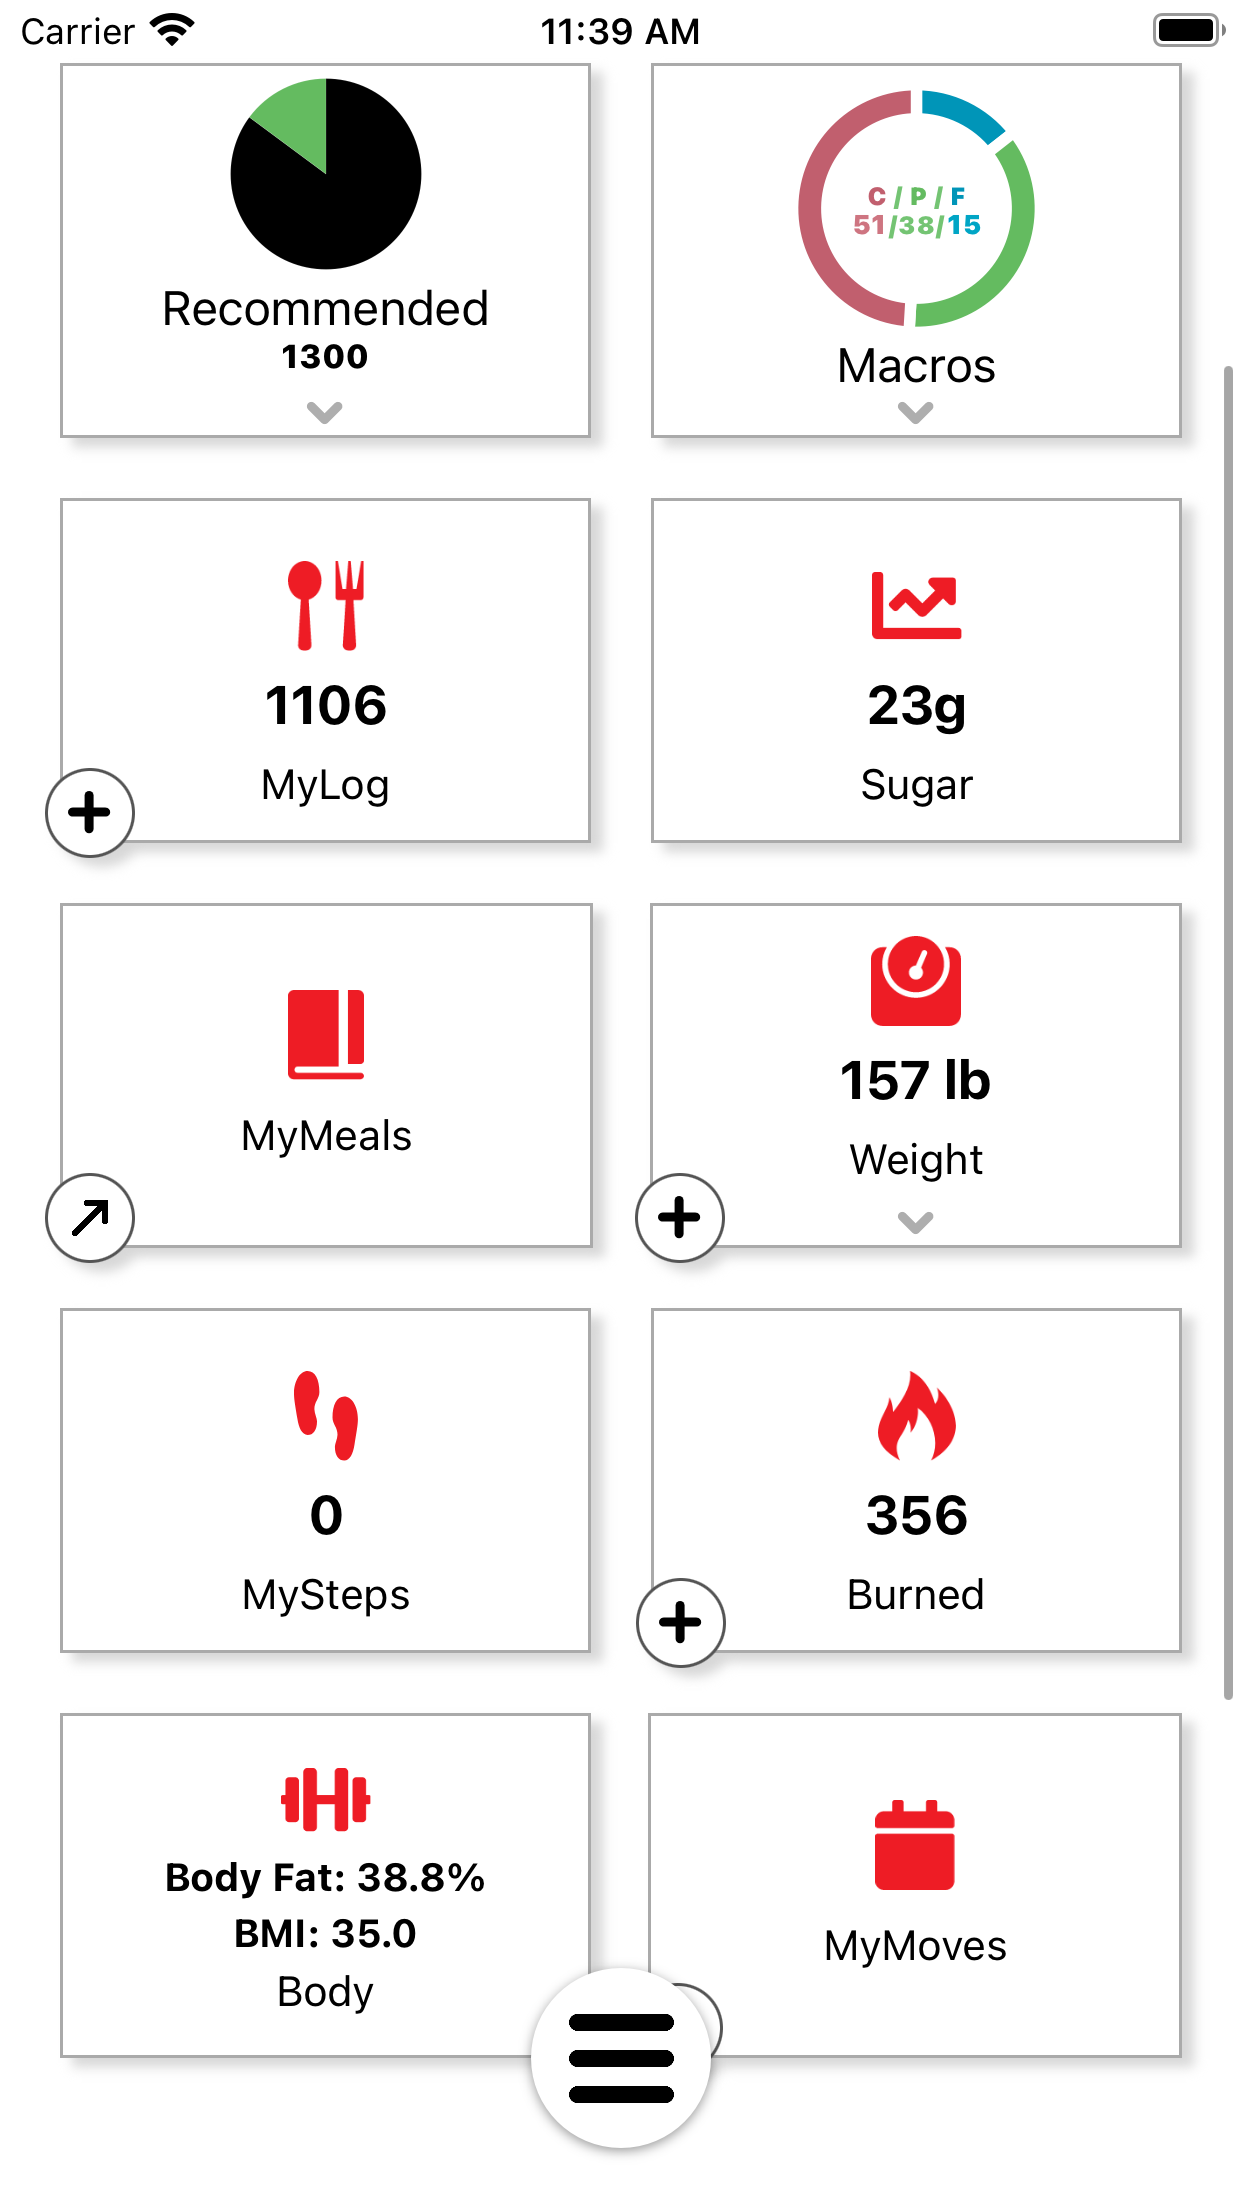 Carrier 11:39 AM
Recommended
1300
C / P / F
51/38/15
Macros
1106
MyLog
23g
Sugar
MyMeals
157 lb
Weight
0
MySteps
356
Burned
Body Fat: 38.8%
BMI: 35.0
Body
MyMoves